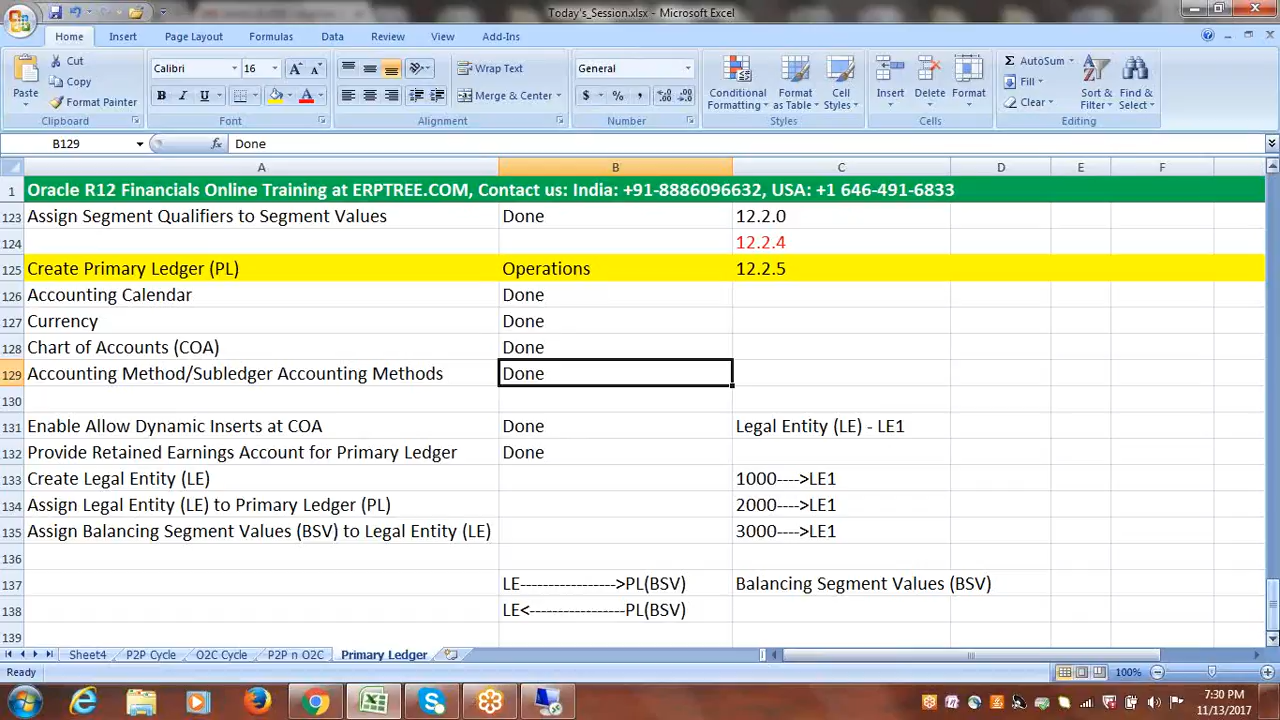 Today's_Session.xlsx - Microsoft Excel
Home Insert Page Layout Formulas Data Review View Add-Ins
Paste Cut Copy Format Painter Clipboard
Calibri 16 A A B I U A Font
Wrap Text Merge & Center Alignment
General $ % , Number
Conditional Formatting Format as Table Cell Styles Styles
Insert Delete Format Cells
Σ AutoSum Fill Clear Sort & Filter Find & Select Editing
B129 fx Done
A B C D E F
1 Oracle R12 Financials Online Training at ERPTREE.COM, Contact us: India: +91-8886096632, USA: +1 646-491-6833
123 Assign Segment Qualifiers to Segment Values Done 12.2.0
124 12.2.4
125 Create Primary Ledger (PL) Operations 12.2.5
126 Accounting Calendar Done
127 Currency Done
128 Chart of Accounts (COA) Done
129 Accounting Method/Subledger Accounting Methods Done
130
131 Enable Allow Dynamic Inserts at COA Done Legal Entity (LE) - LE1
132 Provide Retained Earnings Account for Primary Ledger Done
133 Create Legal Entity (LE) 1000---->LE1
134 Assign Legal Entity (LE) to Primary Ledger (PL) 2000---->LE1
135 Assign Balancing Segment Values (BSV) to Legal Entity (LE) 3000---->LE1
136
137 LE----------------->PL(BSV) Balancing Segment Values (BSV)
138 LE<-----------------PL(BSV)
139
Sheet4 P2P Cycle O2C Cycle P2P n O2C Primary Ledger
Ready 100%
7:30 PM
11/13/2017